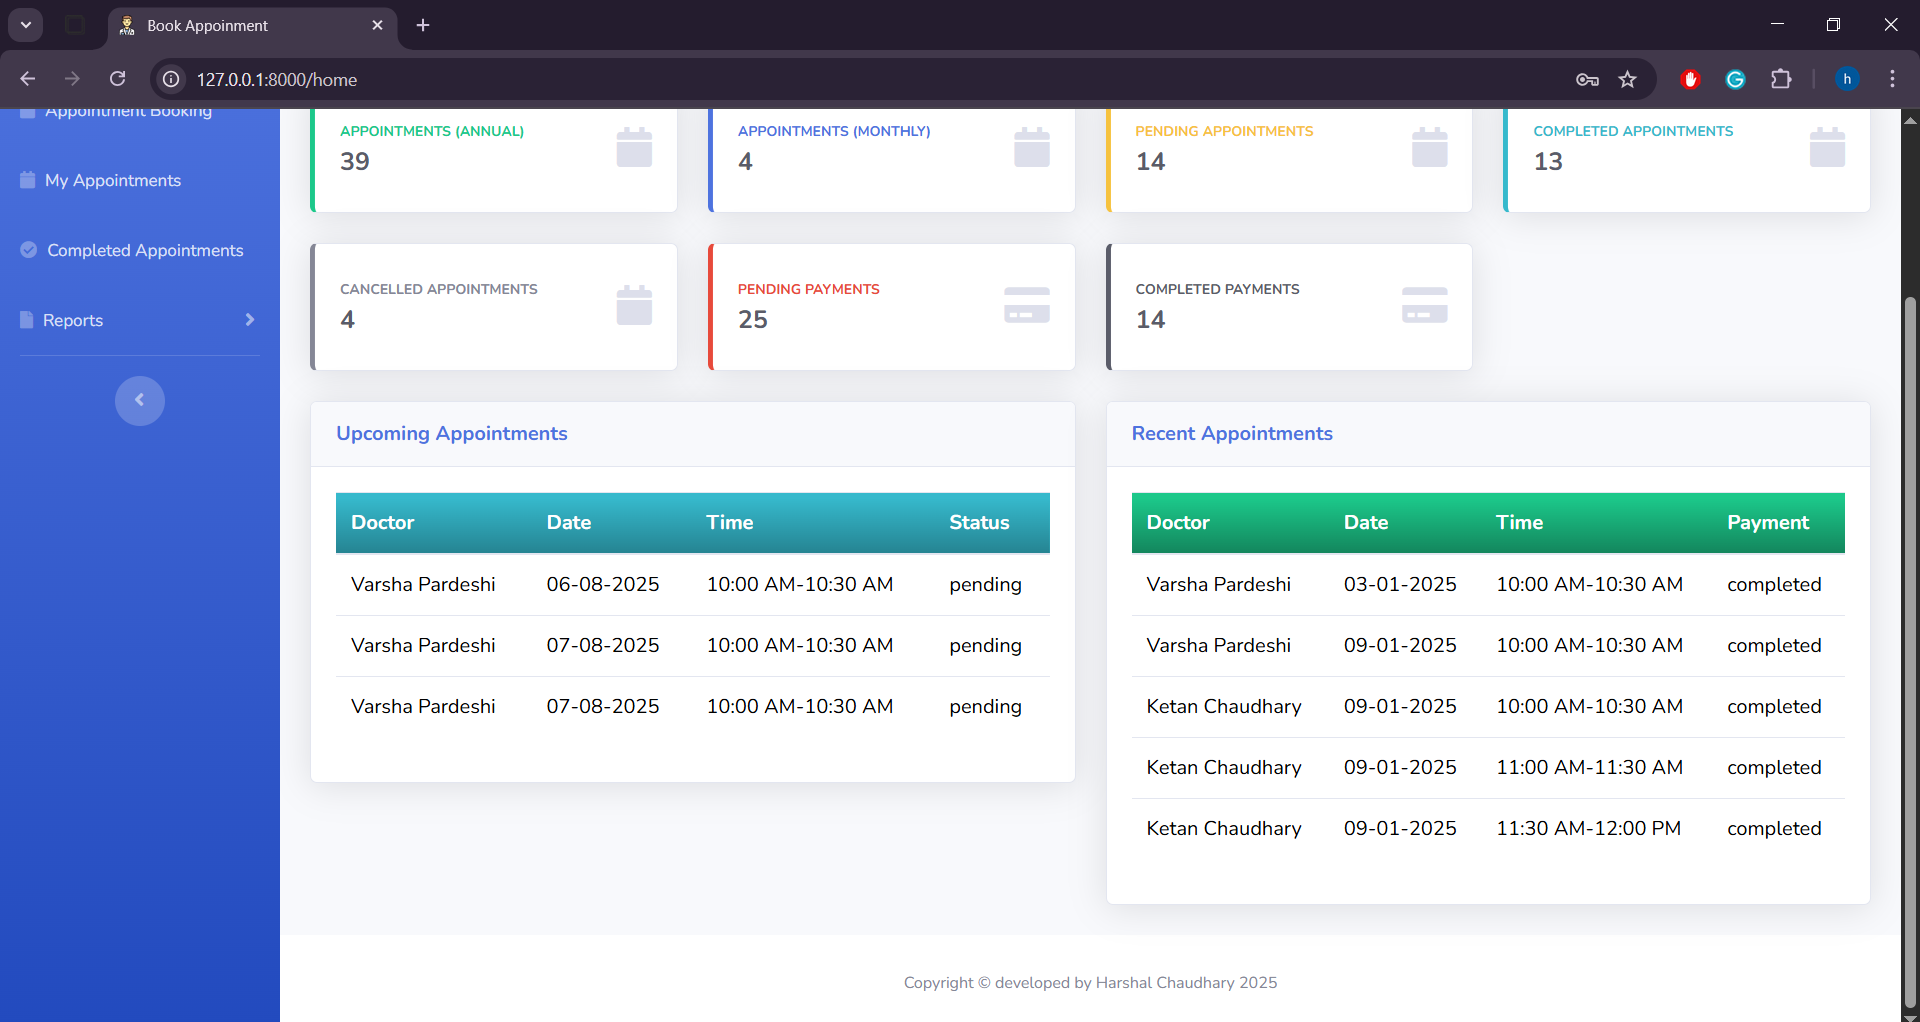 Book Appoinment
127.0.0.1:8000/home
h
Appointment Booking
My Appointments
Completed Appointments
Reports
APPOINTMENTS (ANNUAL)
39
APPOINTMENTS (MONTHLY)
4
PENDING APPOINTMENTS
14
COMPLETED APPOINTMENTS
13
CANCELLED APPOINTMENTS
4
PENDING PAYMENTS
25
COMPLETED PAYMENTS
14
Upcoming Appointments
Doctor Date Time Status
Varsha Pardeshi 06-08-2025 10:00 AM-10:30 AM pending
Varsha Pardeshi 07-08-2025 10:00 AM-10:30 AM pending
Varsha Pardeshi 07-08-2025 10:00 AM-10:30 AM pending
Recent Appointments
Doctor Date Time Payment
Varsha Pardeshi 03-01-2025 10:00 AM-10:30 AM completed
Varsha Pardeshi 09-01-2025 10:00 AM-10:30 AM completed
Ketan Chaudhary 09-01-2025 10:00 AM-10:30 AM completed
Ketan Chaudhary 09-01-2025 11:00 AM-11:30 AM completed
Ketan Chaudhary 09-01-2025 11:30 AM-12:00 PM completed
Copyright © developed by Harshal Chaudhary 2025